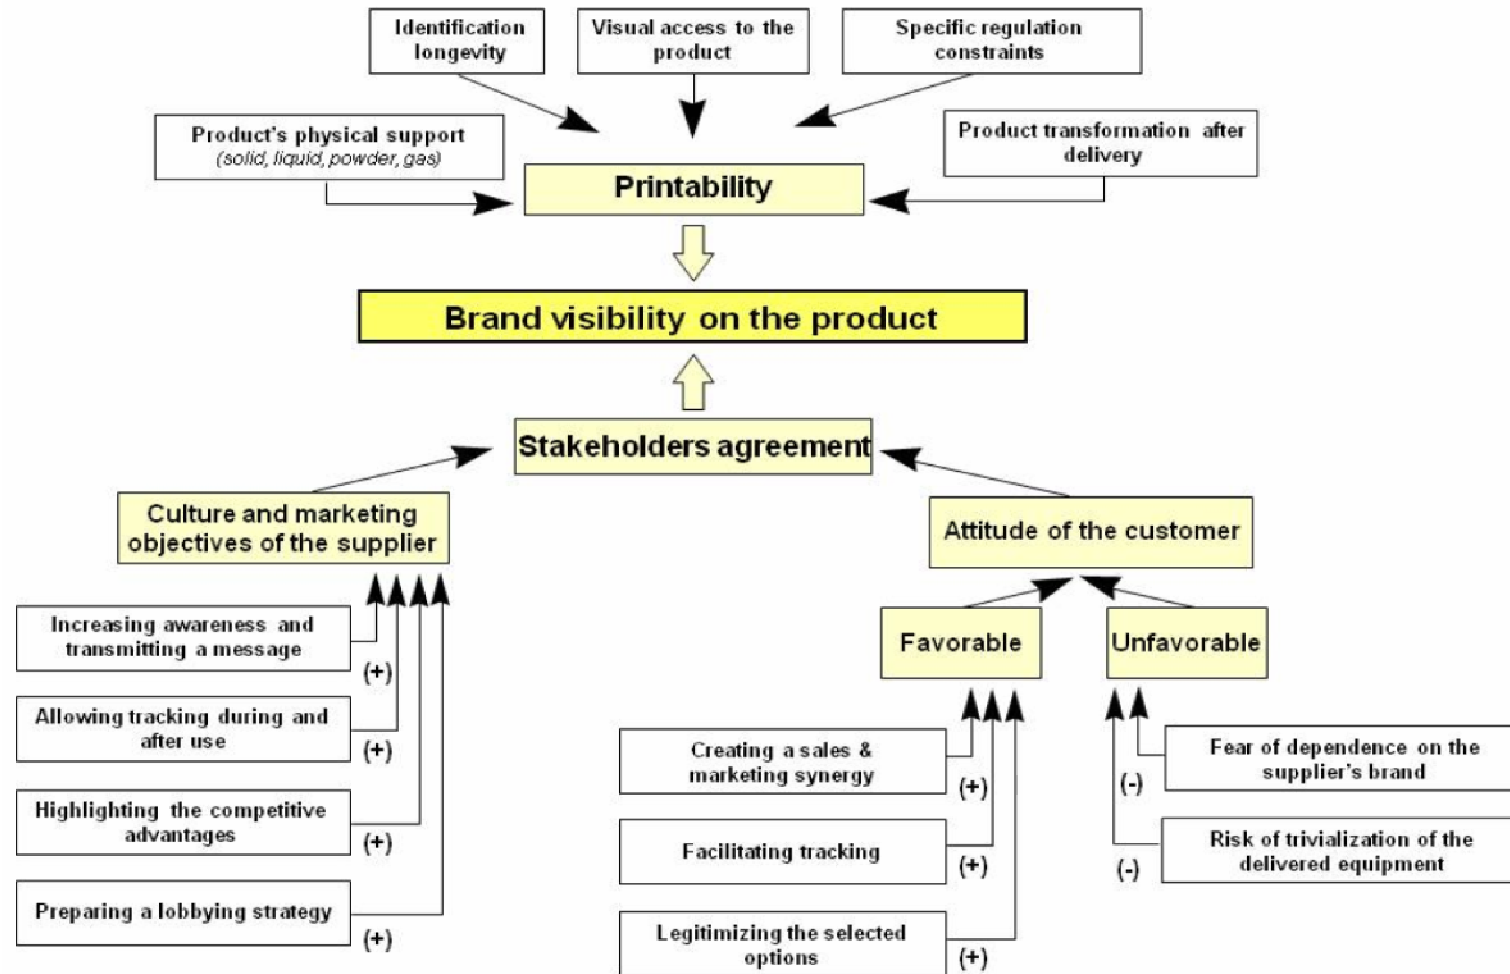 Identification
longevity
Visual access to the
product
Specific regulation
constraints
Product's physical support
(solid, liquid, powder, gas)
Product transformation after
delivery
Printability
Brand visibility on the product
Stakeholders agreement
Culture and marketing
objectives of the supplier
Attitude of the customer
Increasing awareness and
transmitting a message
(+)
Allowing tracking during and
after use
(+)
Highlighting the competitive
advantages
(+)
Preparing a lobbying strategy
(+)
Favorable
Unfavorable
Creating a sales &
marketing synergy
(+)
Facilitating tracking
(+)
Legitimizing the selected
options
(+)
Fear of dependence on the
supplier's brand
(-)
Risk of trivialization of the
delivered equipment
(-)